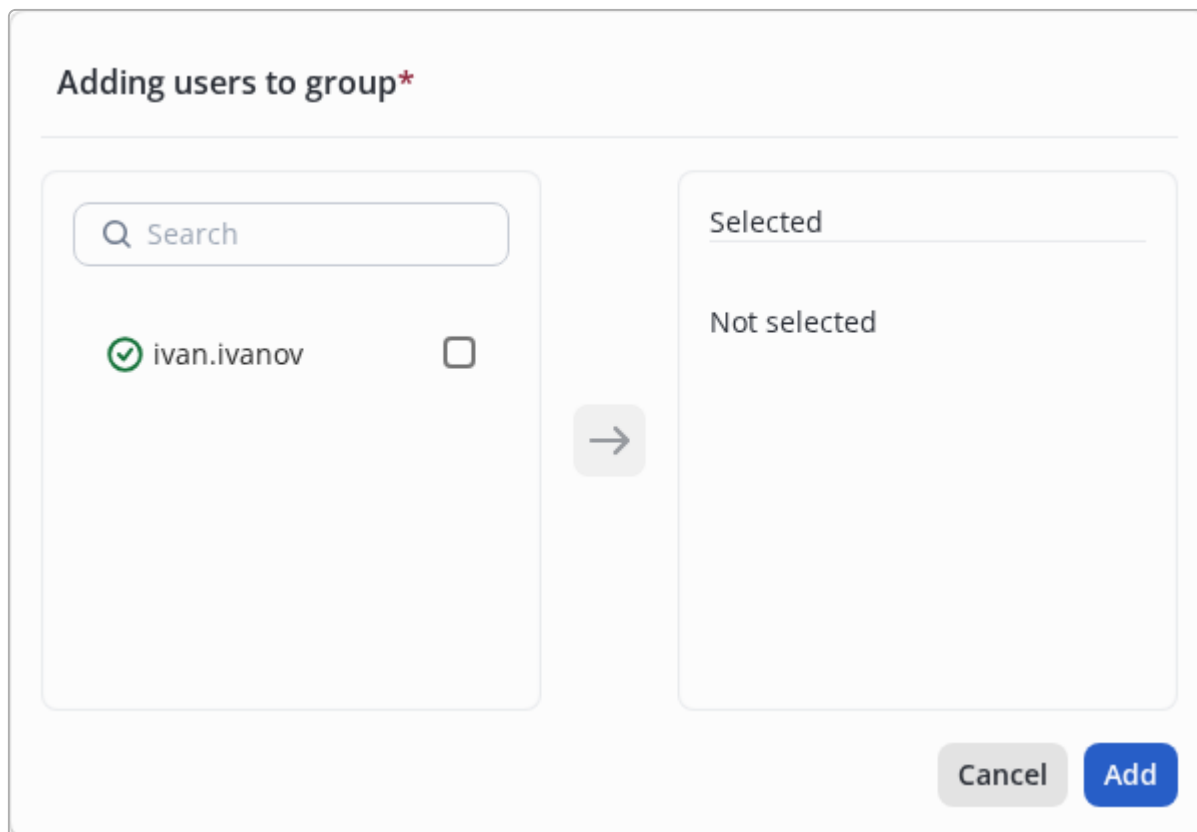 Adding users to group*
Search
ivan.ivanov
Selected
Not selected
Cancel
Add